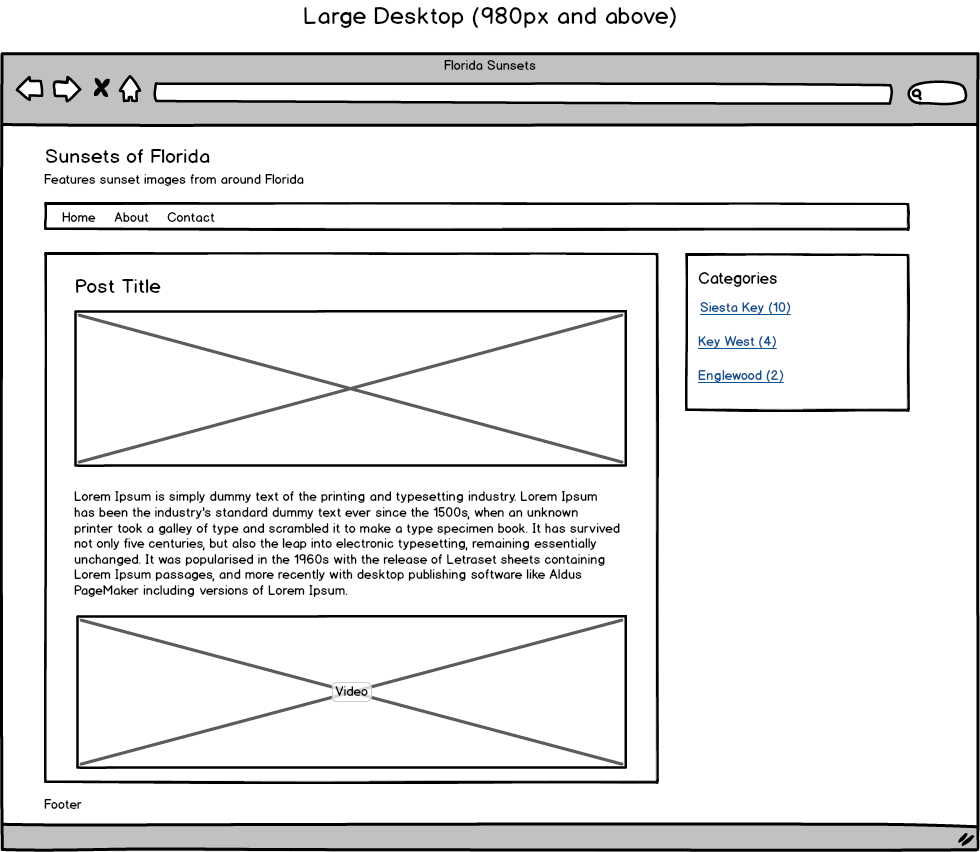 Large Desktop (980px and above)
Florida Sunsets
Sunsets of Florida
Features sunset images from around Florida
Home About Contact
Post Title
Lorem Ipsum is simply dummy text of the printing and typesetting industry. Lorem Ipsum
has been the industry's standard dummy text ever since the 1500s, when an unknown
printer took a galley of type and scrambled it to make a type specimen book. It has survived
not only five centuries, but also the leap into electronic typesetting, remaining essentially
unchanged. It was popularised in the 1960s with the release of Letraset sheets containing
Lorem Ipsum passages, and more recently with desktop publishing software like Aldus
PageMaker including versions of Lorem Ipsum.
Video
Categories
Siesta Key (10)
Key West (4)
Englewood (2)
Footer